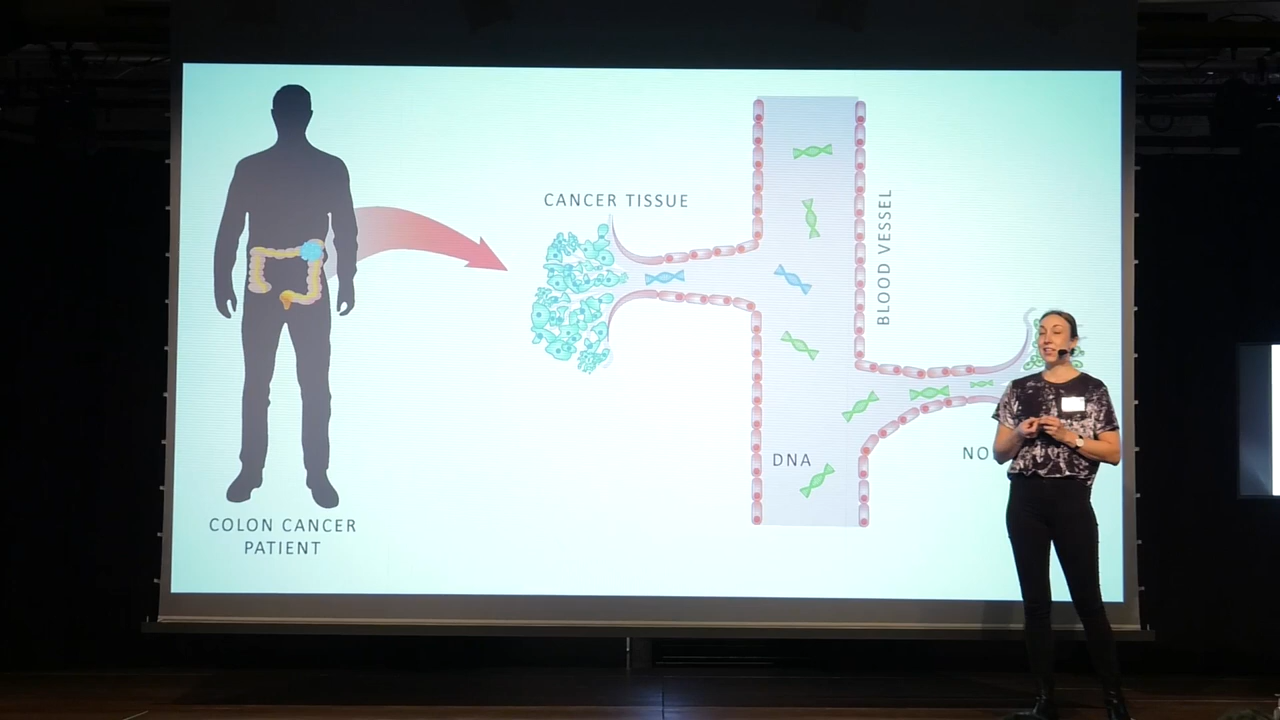 COLON CANCER
PATIENT
CANCER TISSUE
BLOOD VESSEL
DNA
NO